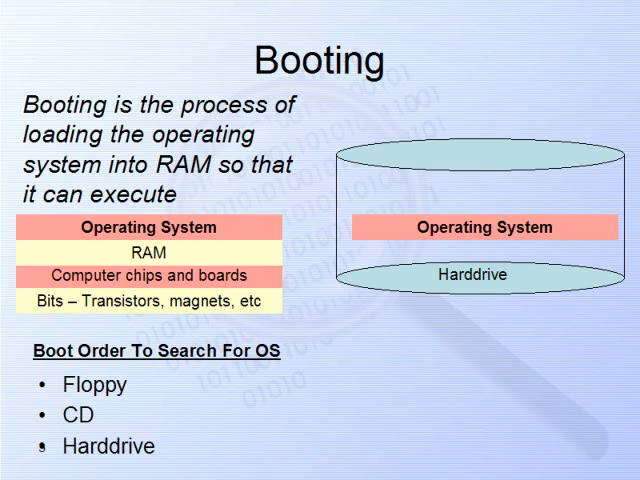 Booting
Booting is the process of
loading the operating
system into RAM so that
it can execute
Operating System
RAM
Computer chips and boards
Bits – Transistors, magnets, etc
Operating System
Harddrive
Boot Order To Search For OS
• Floppy
• CD
• Harddrive